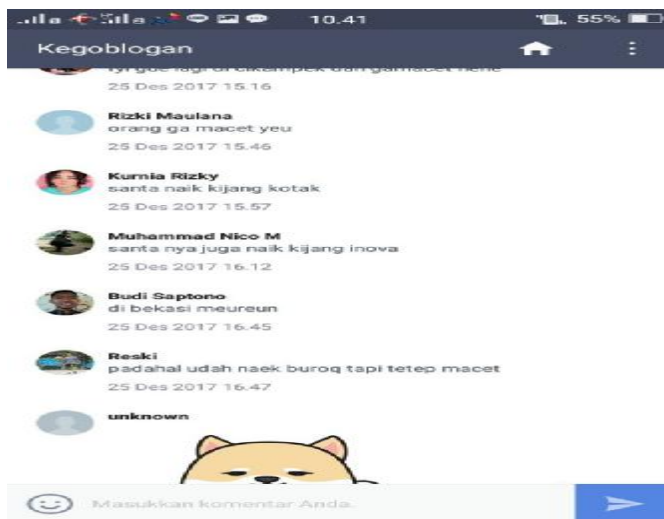 10.41
55%
Kegoblogan
25 Des 2017 15.16
Rizki Maulana
orang ga macet yeu
25 Des 2017 15.46
Kurnia Rizky
santa naik kijang kotak
25 Des 2017 15.57
Muhammad Nico M
santa nya juga naik kijang inova
25 Des 2017 16.12
Budi Saptono
di bekasi meureun
25 Des 2017 16.45
Reski
padahal udah naek buroq tapi tetep macet
25 Des 2017 16.47
unknown
Masukkan komentar Anda.